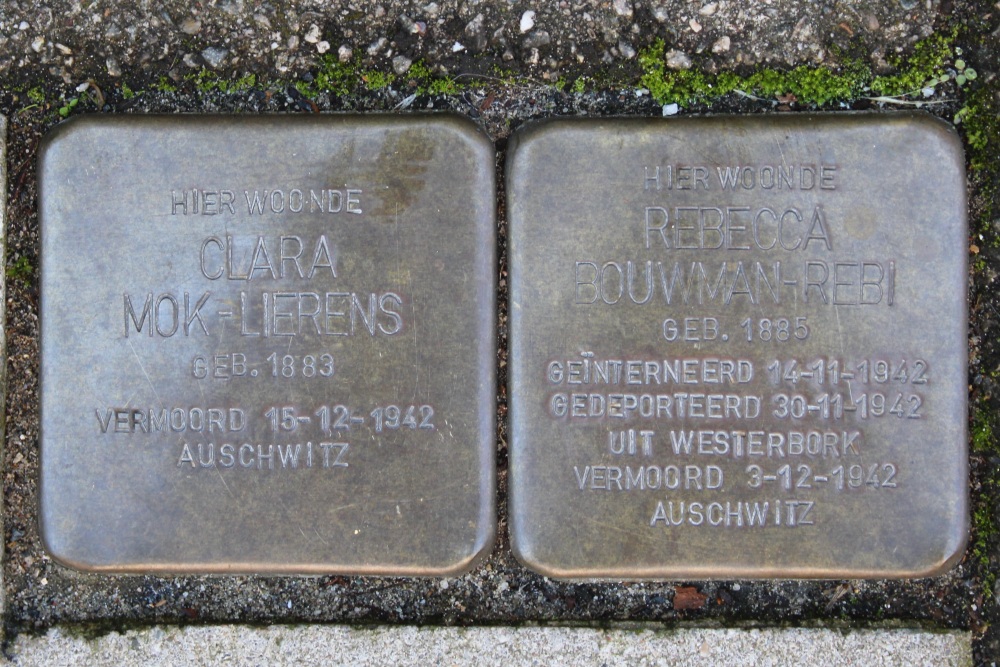 HIER WOONDE
CLARA
MOK-LIERENS
GEB. 1883
VERMOORD 15-12-1942
AUSCHWITZ
HIER WOONDE
REBECCA
BOUWMAN-REBI
GEB. 1885
GEÏNTERNEERD 14-11-1942
GEDEPORTEERD 30-11-1942
UIT WESTERBORK
VERMOORD 3-12-1942
AUSCHWITZ